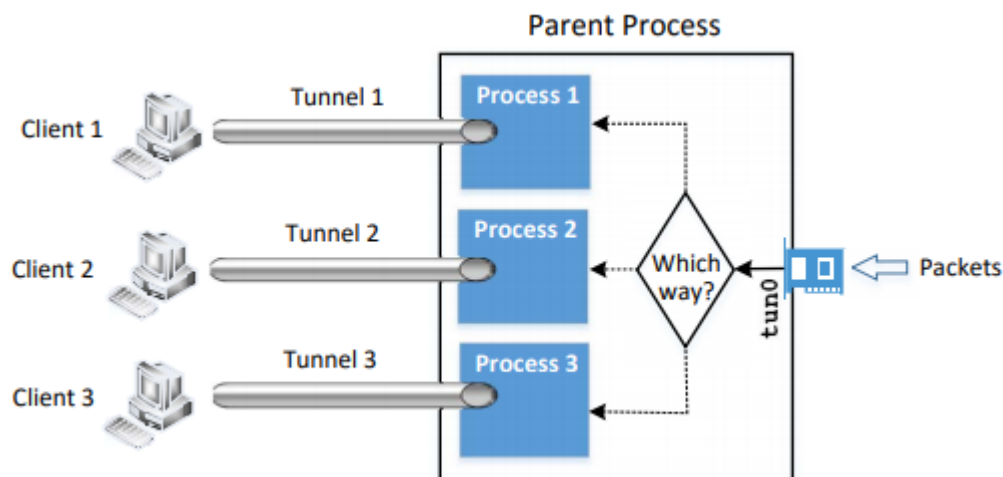 Parent Process
Tunnel 1
Process 1
Client 1
Tunnel 2
Process 2
Client 2
Which
way?
tun0
Packets
Tunnel 3
Process 3
Client 3